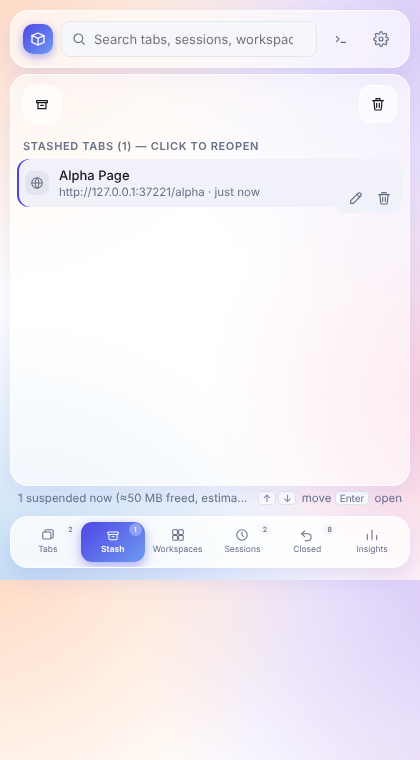 Search tabs, sessions, workspac
STASHED TABS (1) — CLICK TO REOPEN
Alpha Page
http://127.0.0.1:37221/alpha · just now
1 suspended now (≈50 MB freed, estima... ↑ ↓ move Enter open
2 1 2 8
Tabs Stash Workspaces Sessions Closed Insights